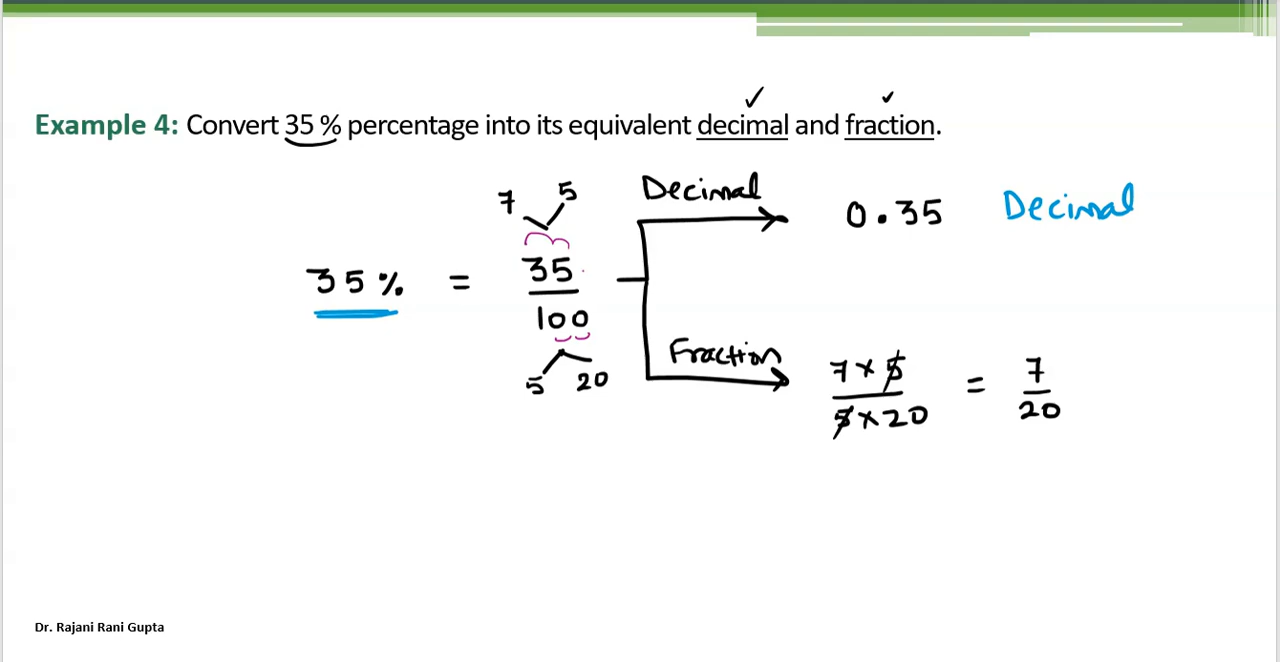 Example 4: Convert 35 % percentage into its equivalent decimal and fraction.
7 5
Decimal
0.35 Decimal
35% = 35/100
5 20
Fraction
7 × 5 / 5 × 20 = 7/20
Dr. Rajani Rani Gupta